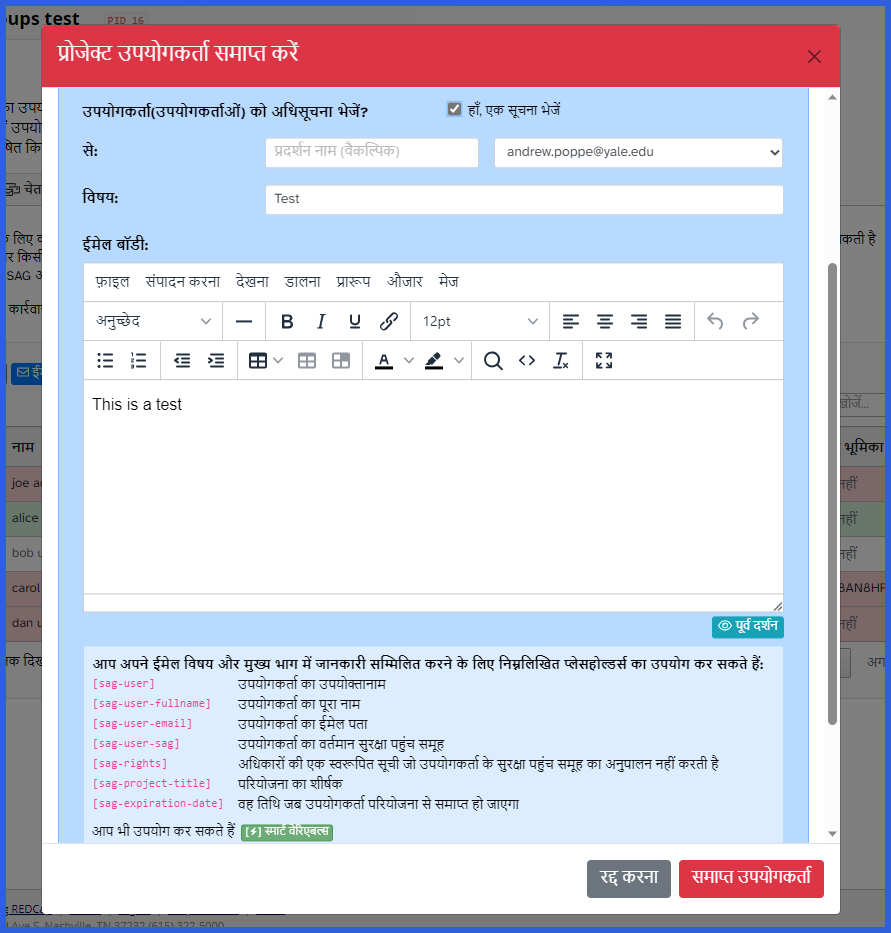 oups test PID 16
प्रोजेक्ट उपयोगकर्ता समाप्त करें
उपयोगकर्ता(उपयोगकर्ताओं) को अधिसूचना भेजें? हाँ, एक सूचना भेजें
से: प्रदर्शन नाम (वैकल्पिक) andrew.poppe@yale.edu
विषय: Test
ईमेल बॉडी:
फ़ाइल संपादन करना देखना डालना प्रारूप औजार मेज
अनुच्छेद B I U 12pt
This is a test
पूर्व दर्शन
आप अपने ईमेल विषय और मुख्य भाग में जानकारी सम्मिलित करने के लिए निम्नलिखित प्लेसहोल्डर्स का उपयोग कर सकते हैं:
[sag-user] उपयोगकर्ता का उपयोक्तानाम
[sag-user-fullname] उपयोगकर्ता का पूरा नाम
[sag-user-email] उपयोगकर्ता का ईमेल पता
[sag-user-sag] उपयोगकर्ता का वर्तमान सुरक्षा पहुंच समूह
[sag-rights] अधिकारों की एक स्वरूपित सूची जो उपयोगकर्ता के सुरक्षा पहुंच समूह का अनुपालन नहीं करती है
[sag-project-title] परियोजना का शीर्षक
[sag-expiration-date] वह तिथि जब उपयोगकर्ता परियोजना से समाप्त हो जाएगा
आप भी उपयोग कर सकते हैं [⚡] स्मार्ट वेरिएबल्स
रद्द करना समाप्त उपयोगकर्ता
नाम भूमिका
joe
alice नहीं
bob नहीं
carol
dan नहीं